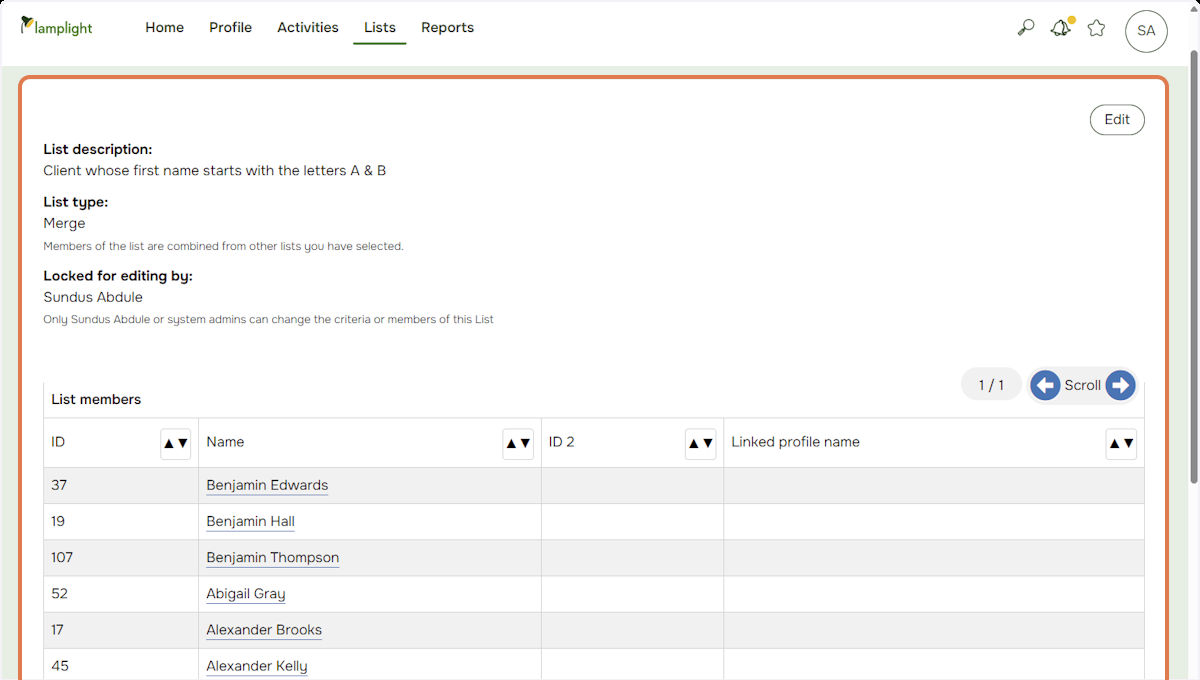 lamplight
Home Profile Activities Lists Reports SA
Edit
List description:
Client whose first name starts with the letters A & B
List type:
Merge
Members of the list are combined from other lists you have selected.
Locked for editing by:
Sundus Abdule
Only Sundus Abdule or system admins can change the criteria or members of this List
1 / 1 Scroll
List members
ID ▲▼ Name ▲▼ ID 2 ▲▼ Linked profile name ▲▼
37 Benjamin Edwards
19 Benjamin Hall
107 Benjamin Thompson
52 Abigail Gray
17 Alexander Brooks
45 Alexander Kelly